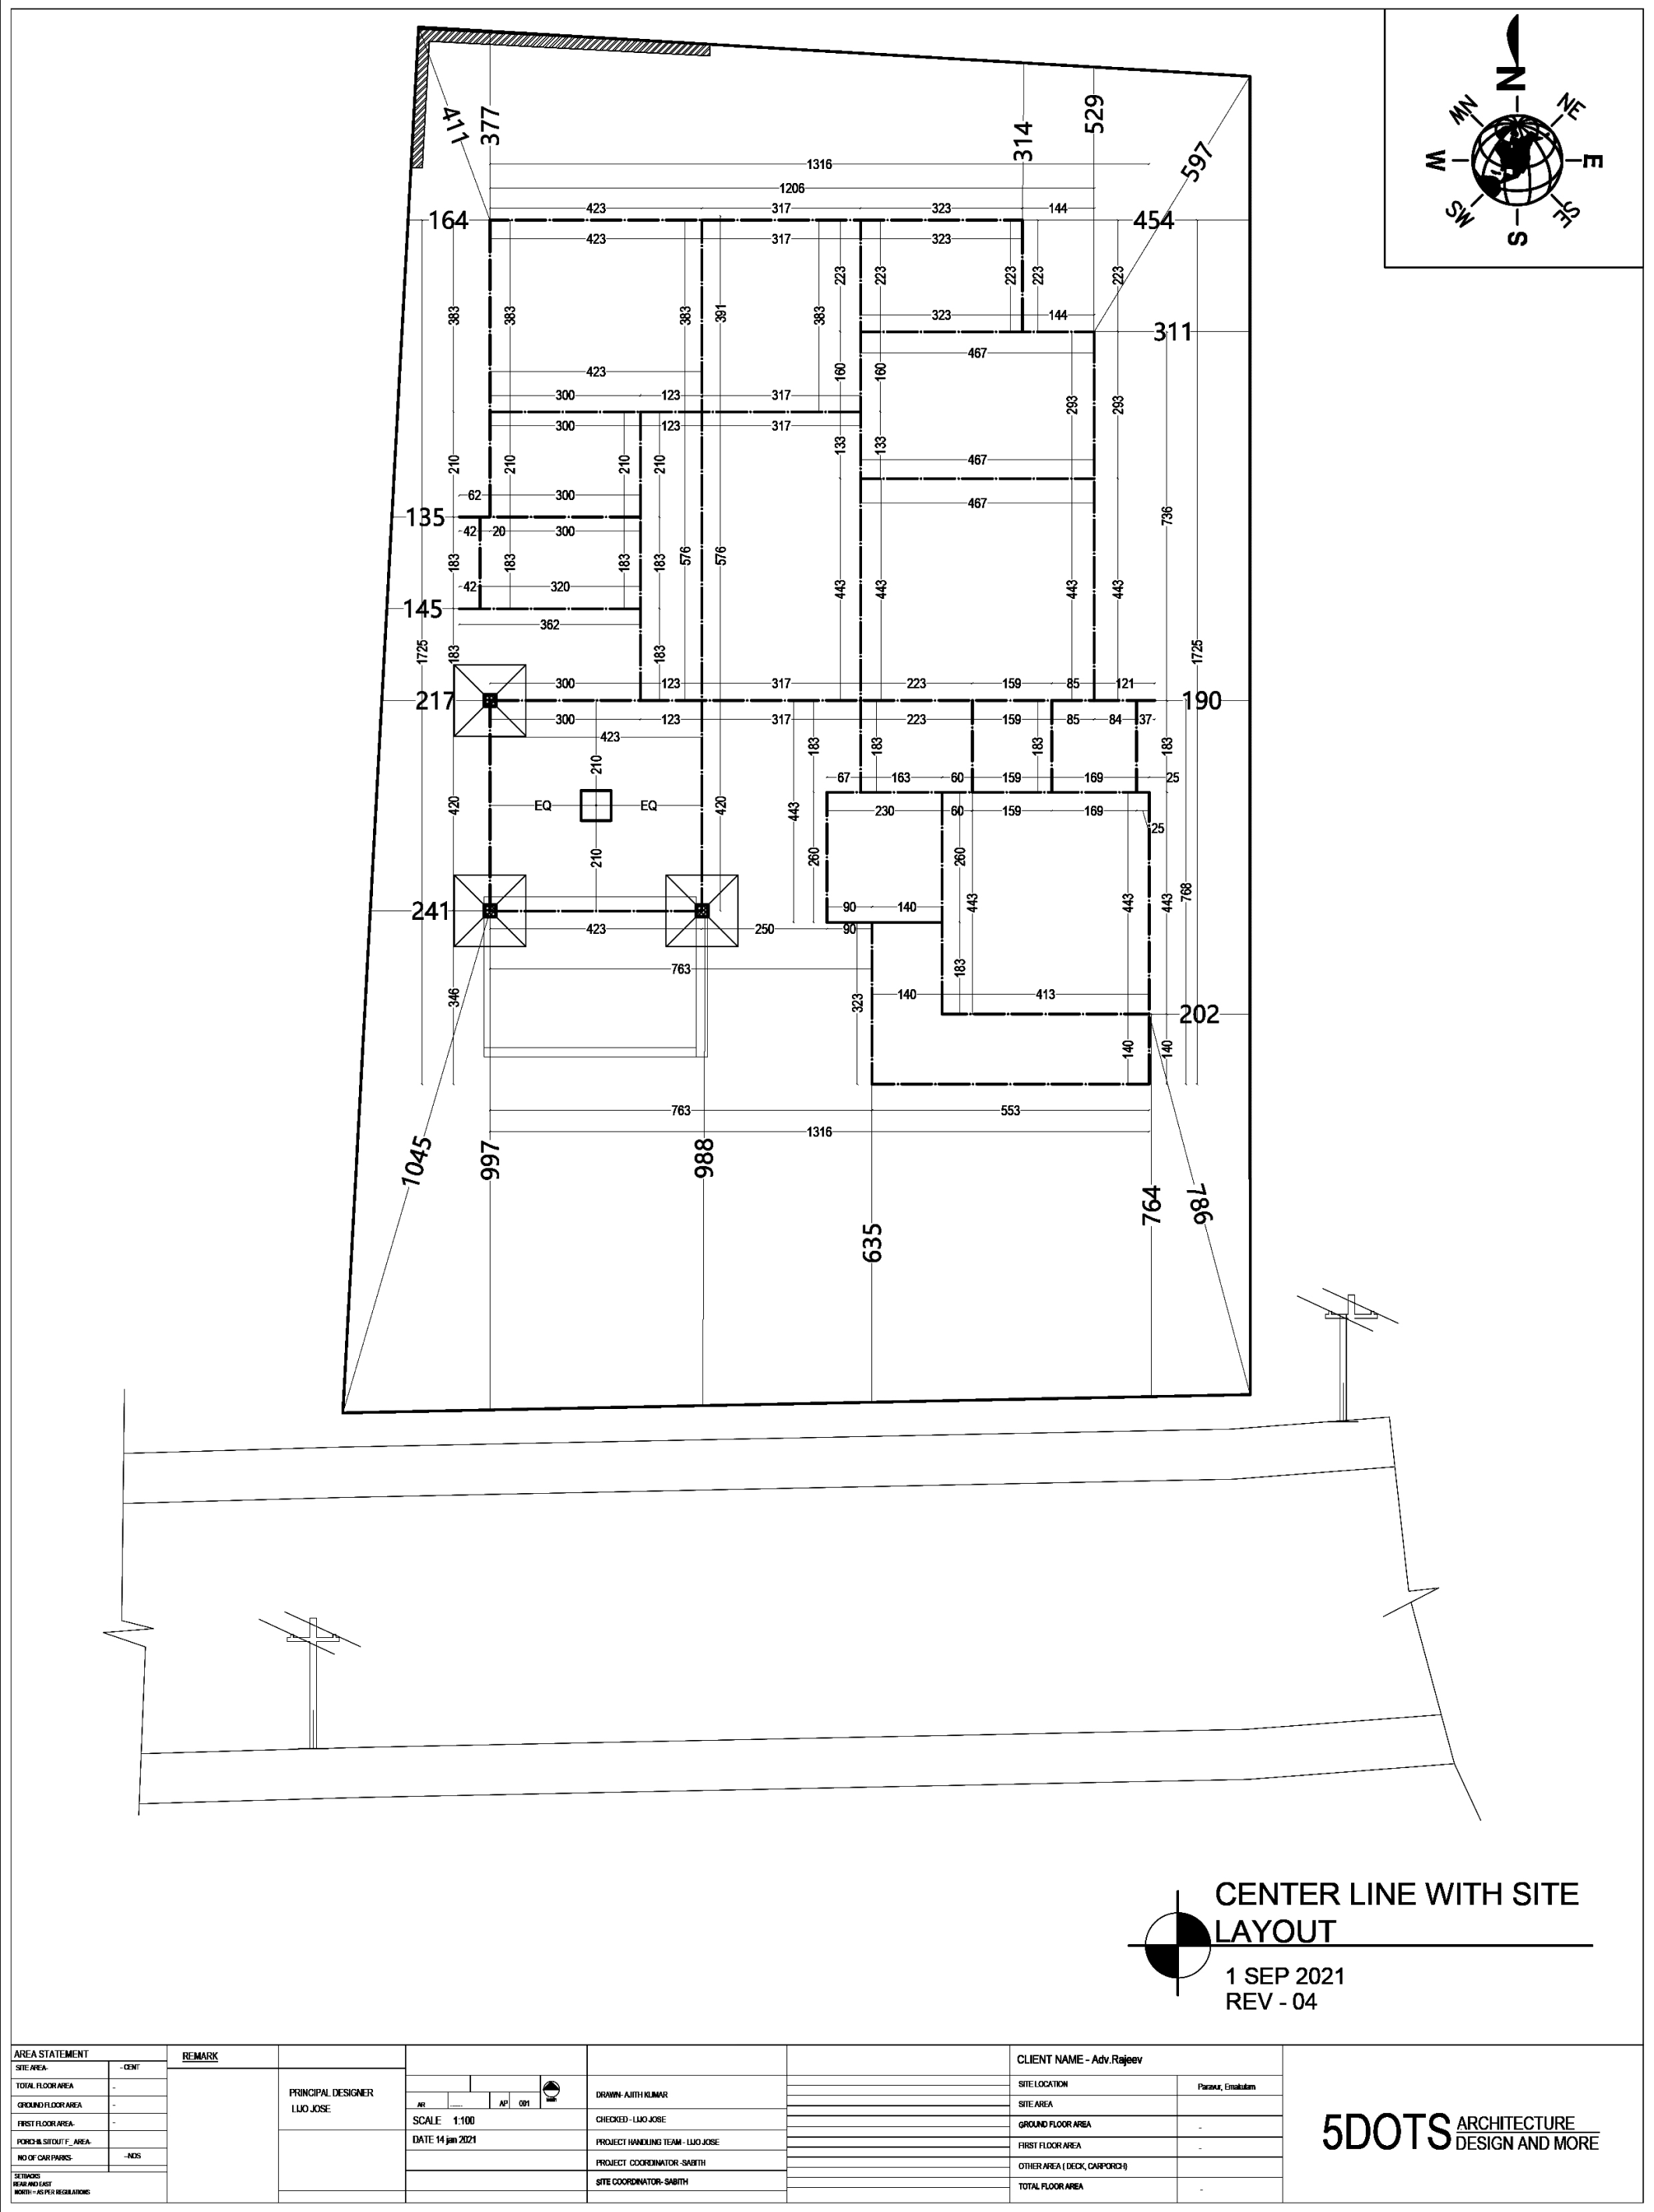 N
NE
E
SE
S
SW
W
NW
411
377
314
529
597
1316
1206
423 317 323 144
164
454
423 317 323
223 223 223 223 223
383 383 383 391 383
323 144
311
467
423
160 160
300 123 317
293 293
300 123 317
133 133
467
210 210 210 210
62 300
467
135
736
42 20 300
183 183 183 183
576 576
443 443 443 443
42 320
145
362
1725 183 183 1725
300 123 317 223 159 85 121
217
190
300 123 317 223 159 85 84 37
423
183 183 183 183
210
67 163 60 159 169 25
420 EQ EQ 420
443
230 60 159 169
25
210
260 260
768
443 443 443
90 140
241
423 250 90
763
183
346
323
140 413
202
140 140
763 553
1316
1045
997
988
635
764
786
CENTER LINE WITH SITE
LAYOUT
1 SEP 2021
REV - 04
AREA STATEMENT
SITE AREA- - CENT
TOTAL FLOOR AREA -
GROUND FLOOR AREA -
FIRST FLOOR AREA- -
PORCH& SITOUT F_ AREA-
NO OF CAR PARKS- --NOS
SETBACKS
REAR AND EAST
NORTH = AS PER REGULATIONS
REMARK
PRINCIPAL DESIGNER
LIJO JOSE
AR ...... AP 001
SCALE 1:100
DATE 14 jan 2021
DRAWN- AJITH KUMAR
CHECKED - LIJO JOSE
PROJECT HANDLING TEAM - LIJO JOSE
PROJECT COORDINATOR -SABITH
SITE COORDINATOR- SABITH
CLIENT NAME - Adv.Rajeev
SITE LOCATION Paravur, Ernakulam
SITE AREA
GROUND FLOOR AREA -
FIRST FLOOR AREA -
OTHER AREA ( DECK, CARPORCH)
TOTAL FLOOR AREA -
5DOTS ARCHITECTURE
DESIGN AND MORE